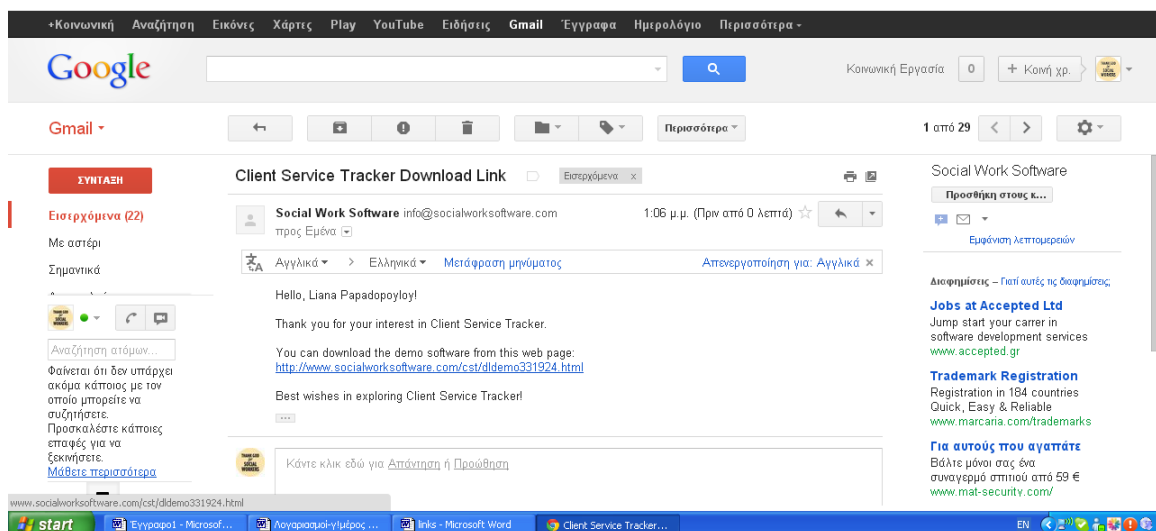 +Κοινωνική Αναζήτηση Εικόνες Χάρτες Play YouTube Ειδήσεις Gmail Έγγραφα Ημερολόγιο Περισσότερα
Google
Κοινωνική Εργασία 0 + Κοινή χρ.
Gmail
Περισσότερα
1 από 29
ΣΥΝΤΑΞΗ
Εισερχόμενα (22)
Με αστέρι
Σημαντικά
Client Service Tracker Download Link Εισερχόμενα x
Social Work Software info@socialworksoftware.com 1:06 μ.μ. (Πριν από 0 λεπτά)
προς Εμένα
Αγγλικά > Ελληνικά Μετάφραση μηνύματος Απενεργοποίηση για: Αγγλικά ×
Hello, Liana Papadopoyloy!
Thank you for your interest in Client Service Tracker.
You can download the demo software from this web page:
http://www.socialworksoftware.com/cst/dldemo331924.html
Best wishes in exploring Client Service Tracker!
Κάντε κλικ εδώ για Απάντηση ή Προώθηση
Αναζήτηση ατόμων...
Φαίνεται ότι δεν υπάρχει
ακόμα κάποιος με τον
οποίο μπορείτε να
συζητήσετε.
Προσκαλέστε κάποιες
επαφές για να
ξεκινήσετε.
Μάθετε περισσότερα
Social Work Software
Προσθήκη στους κ...
Εμφάνιση λεπτομερειών
Διαφημίσεις – Γιατί αυτές τις διαφημίσεις;
Jobs at Accepted Ltd
Jump start your carrer in
software development services
www.accepted.gr
Trademark Registration
Registration in 184 countries
Quick, Easy & Reliable
www.marcaria.com/trademarks
Για αυτούς που αγαπάτε
Βάλτε μόνοι σας ένα
συναγερμό σπιτιού από 59 €
www.mat-security.com/
www.socialworksoftware.com/cst/dldemo331924.html
start Έγγραφο1 - Microsof... Λογαριασμοί-γ!μέρος ... links - Microsoft Word Client Service Tracker... EN